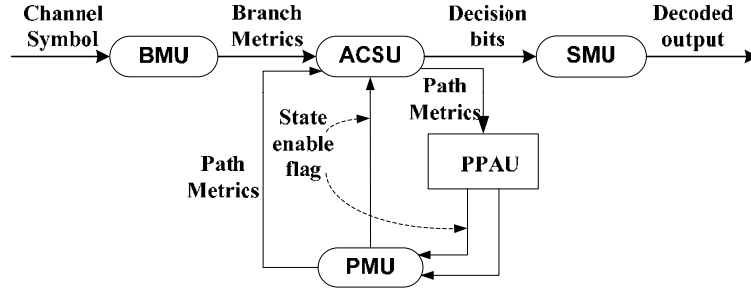 Channel
Symbol
Branch
Metrics
Decision
bits
Decoded
output
BMU
ACSU
SMU
Path
Metrics
State
enable
flag
Path
Metrics
PPAU
PMU